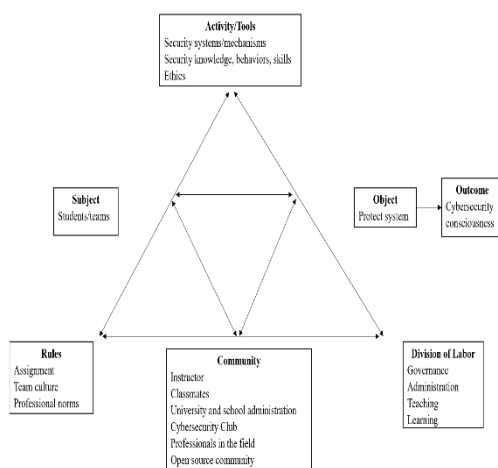 Activity/Tools
Security systems/mechanisms
Security knowledge, behaviors, skills
Ethics
Subject
Students/teams
Object
Protect system
Outcome
Cybersecurity
consciousness
Rules
Assignment
Team culture
Professional norms
Community
Instructor
Classmates
University and school administration
Cybersecurity Club
Professionals in the field
Open source community
Division of Labor
Governance
Administration
Teaching
Learning